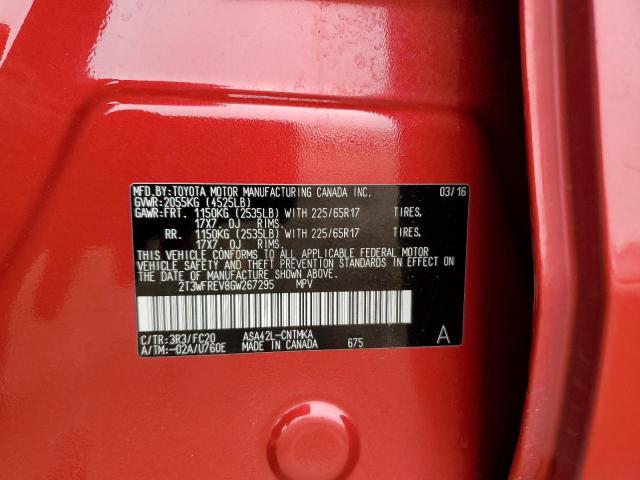 MFD.BY:TOYOTA MOTOR MANUFACTURING CANADA INC. 03/16
GVWR:2055KG (4525LB)
GAWR:FRT. 1150KG (2535LB) WITH 225/65R17 TIRES,
17X7 0J RIMS.
RR. 1150KG (2535LB) WITH 225/65R17 TIRES,
17X7 0J RIMS.
THIS VEHICLE CONFORMS TO ALL APPLICABLE FEDERAL MOTOR
VEHICLE SAFETY AND BUMPER STANDARDS IN EFFECT ON
THE DATE OF MANUFACTURE SHOWN ABOVE.
2T3WFREV8GW267295 MPV
C/TR:3R3/FC20 ASA42L-CNTMKA
A/TM:-02A/U760E MADE IN CANADA 675 A